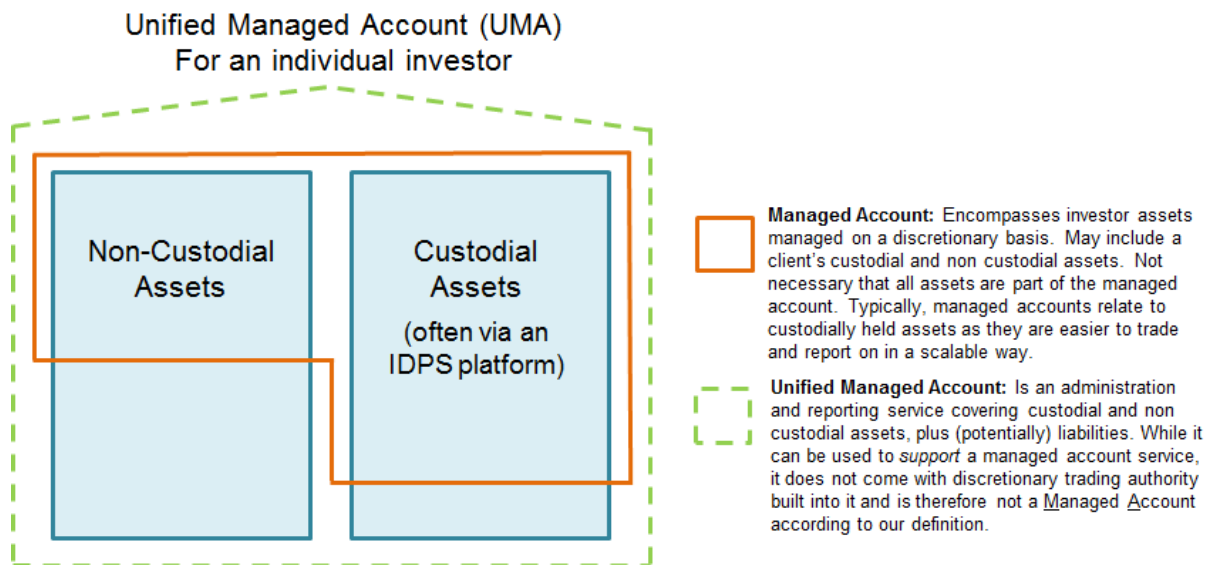 Unified Managed Account (UMA)
For an individual investor
Non-Custodial
Assets
Custodial
Assets
(often via an
IDPS platform)
Managed Account: Encompasses investor assets
managed on a discretionary basis. May include a
client's custodial and non custodial assets. Not
necessary that all assets are part of the managed
account. Typically, managed accounts relate to
custodially held assets as they are easier to trade
and report on in a scalable way.
Unified Managed Account: Is an administration
and reporting service covering custodial and non
custodial assets, plus (potentially) liabilities. While it
can be used to support a managed account service,
it does not come with discretionary trading authority
built into it and is therefore not a Managed Account
according to our definition.